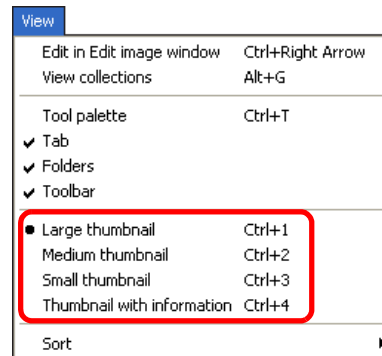 View
Edit in Edit image window Ctrl+Right Arrow
View collections Alt+G
Tool palette Ctrl+T
Tab
Folders
Toolbar
Large thumbnail Ctrl+1
Medium thumbnail Ctrl+2
Small thumbnail Ctrl+3
Thumbnail with information Ctrl+4
Sort